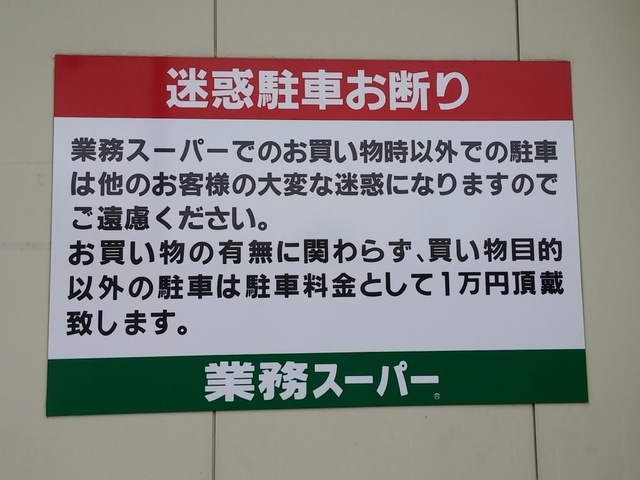 迷惑駐車お断り
業務スーパーでのお買い物時以外での駐車
は他のお客様の大変な迷惑になりますので
ご遠慮ください。
お買い物の有無に関わらず、買い物目的
以外の駐車は駐車料金として1万円頂戴
致します。
業務スーパー®